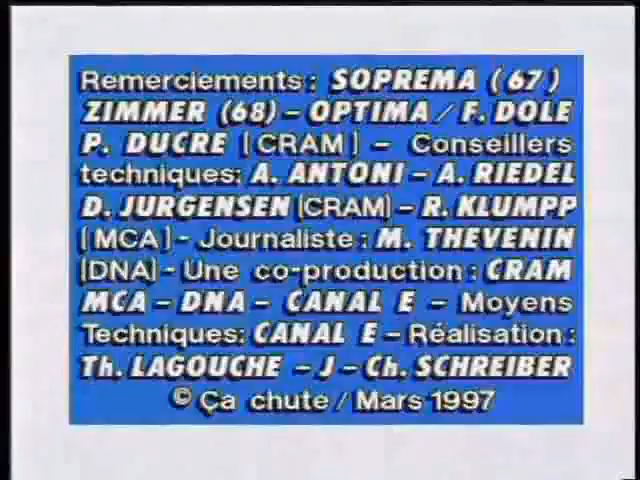 Remerciements : SOPREMA (67)
ZIMMER (68) - OPTIMA / F. DOLE
P. DUCRE (CRAM) - Conseillers
techniques: A. ANTONI - A. RIEDEL
D. JURGENSEN (CRAM) - R. KLUMPP
(MCA) - Journaliste : M. THEVENIN
(DNA) - Une co-production : CRAM
MCA - DNA - CANAL E - Moyens
Techniques: CANAL E - Réalisation :
Th. LAGOUCHE - J - Ch. SCHREIBER
© Ça chute / Mars 1997